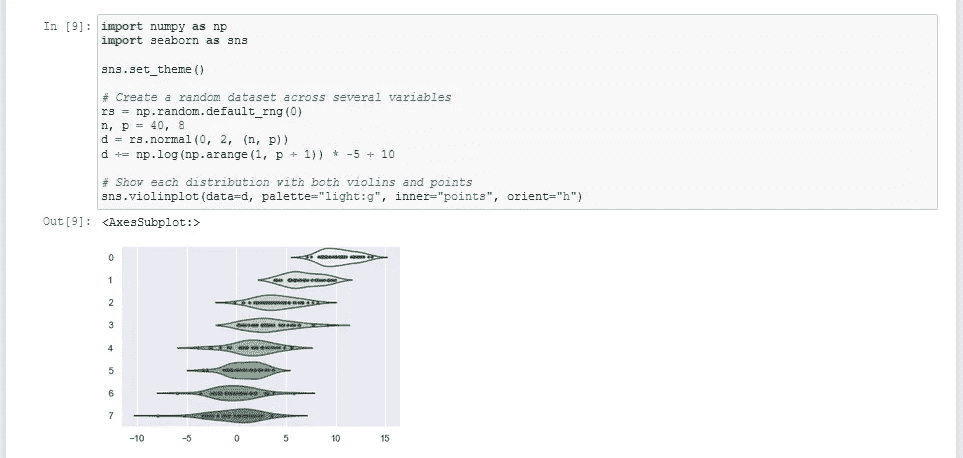 In [9]: import numpy as np
import seaborn as sns
sns.set_theme()
# Create a random dataset across several variables
rs = np.random.default_rng(0)
n, p = 40, 8
d = rs.normal(0, 2, (n, p))
d += np.log(np.arange(1, p + 1)) * -5 + 10
# Show each distribution with both violins and points
sns.violinplot(data=d, palette="light:g", inner="points", orient="h")
Out[9]: <AxesSubplot:>
0
1
2
3
4
5
6
7
-10 -5 0 5 10 15